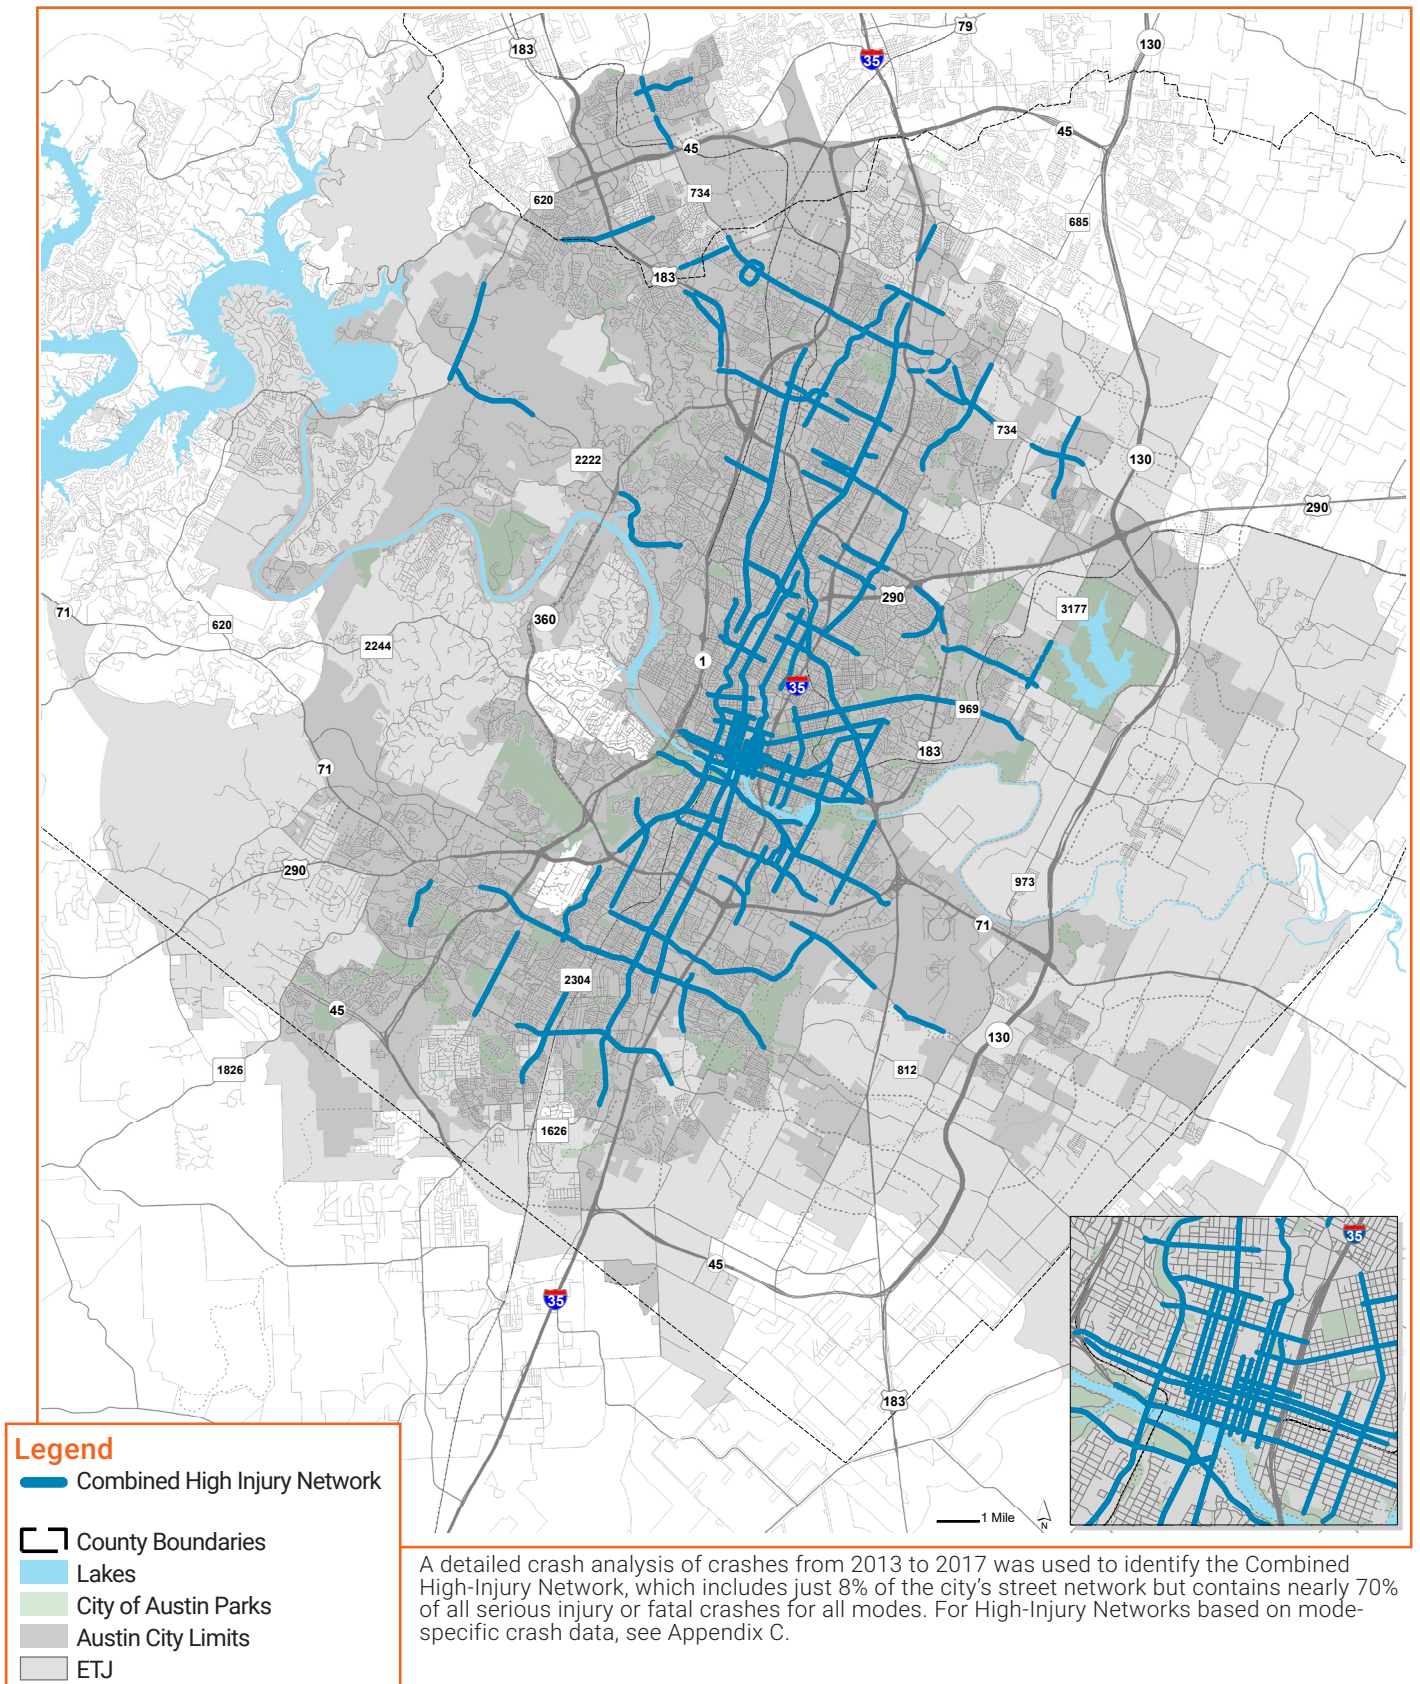 79
183
130
35
45
45
620
734
685
183
734
130
2222
290
71
620
360
290
3177
2244
1
35
969
183
71
290
973
71
2304
45
130
1826
812
1626
45
35
183
35
1 Mile
N
Legend
Combined High Injury Network
County Boundaries
Lakes
City of Austin Parks
Austin City Limits
ETJ
A detailed crash analysis of crashes from 2013 to 2017 was used to identify the Combined
High-Injury Network, which includes just 8% of the city's street network but contains nearly 70%
of all serious injury or fatal crashes for all modes. For High-Injury Networks based on mode-
specific crash data, see Appendix C.